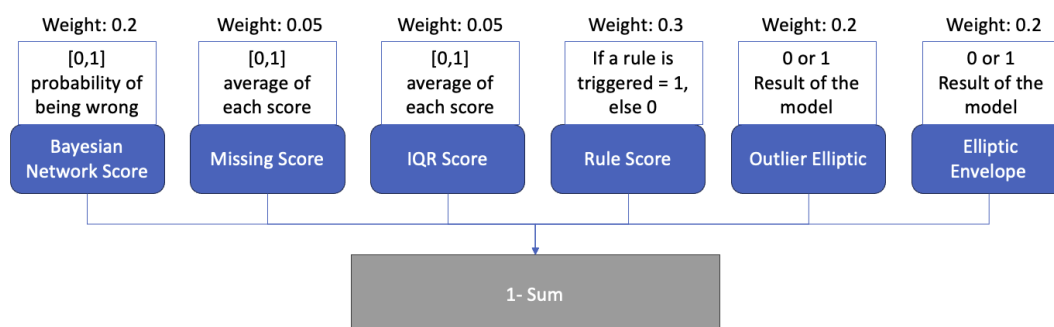 Weight: 0.2
[0,1]
probability of
being wrong
Bayesian
Network Score
Weight: 0.05
[0,1]
average of
each score
Missing Score
Weight: 0.05
[0,1]
average of
each score
IQR Score
Weight: 0.3
If a rule is
triggered = 1,
else 0
Rule Score
Weight: 0.2
0 or 1
Result of the
model
Outlier Elliptic
Weight: 0.2
0 or 1
Result of the
model
Elliptic
Envelope
1- Sum